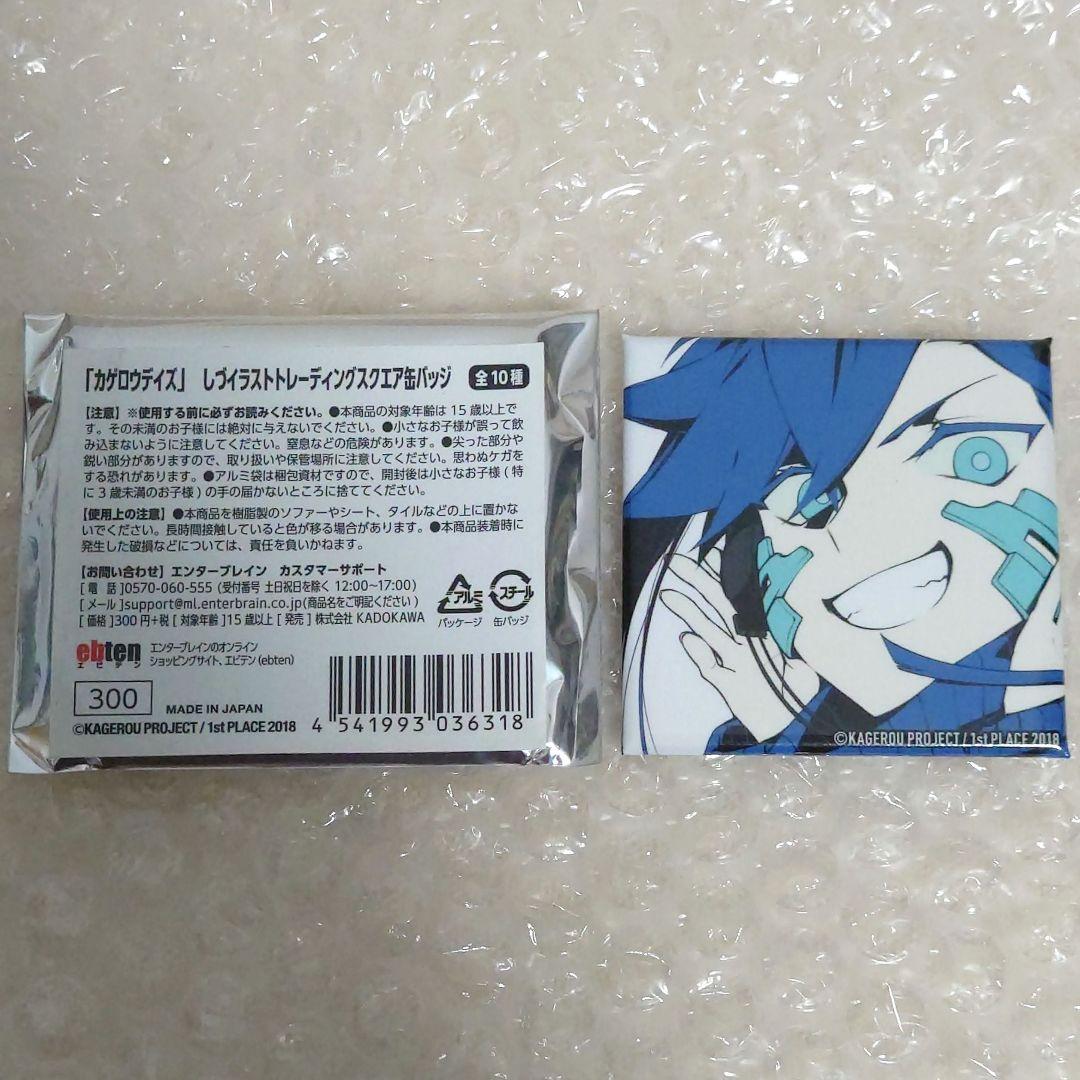 「カゲロウデイズ」 しづイラストトレーディングスクエア缶バッジ 全10種
【注意】※使用する前に必ずお読みください。●本商品の対象年齢は15歳以上で
す。その未満のお子様には絶対に与えないでください。●小さなお子様が誤って飲
み込まないように注意してください。窒息などの危険があります。●尖った部分や
鋭い部分がありますので、取り扱いや保管場所に注意してください。思わぬケガを
する恐れがあります。●アルミ袋は梱包資材ですので、開封後は小さなお子様(特
に3歳未満のお子様)の手の届かないところに捨ててください。
【使用上の注意】●本商品を樹脂製のソファーやシート、タイルなどの上に置かな
いでください。長時間接触していると色が移る場合があります。●本商品装着時に
発生した破損などについては、責任を負いかねます。
【お問い合わせ】エンターブレイン カスタマーサポート
[電 話]0570-060-555(受付番号 土日祝日を除く 12:00〜17:00)
[メール]support@ml.enterbrain.co.jp(商品名をご明記ください)
[価格]300円+税[対象年齢]15歳以上[発売]株式会社KADOKAWA
アルミ
パッケージ
スチール
缶バッジ
ebten
エビテン
エンターブレインのオンライン
ショッピングサイト、エビテン(ebten)
300
MADE IN JAPAN
©KAGEROU PROJECT / 1st PLACE 2018
4 541993 036318
©KAGEROU PROJECT / 1st PLACE 2018